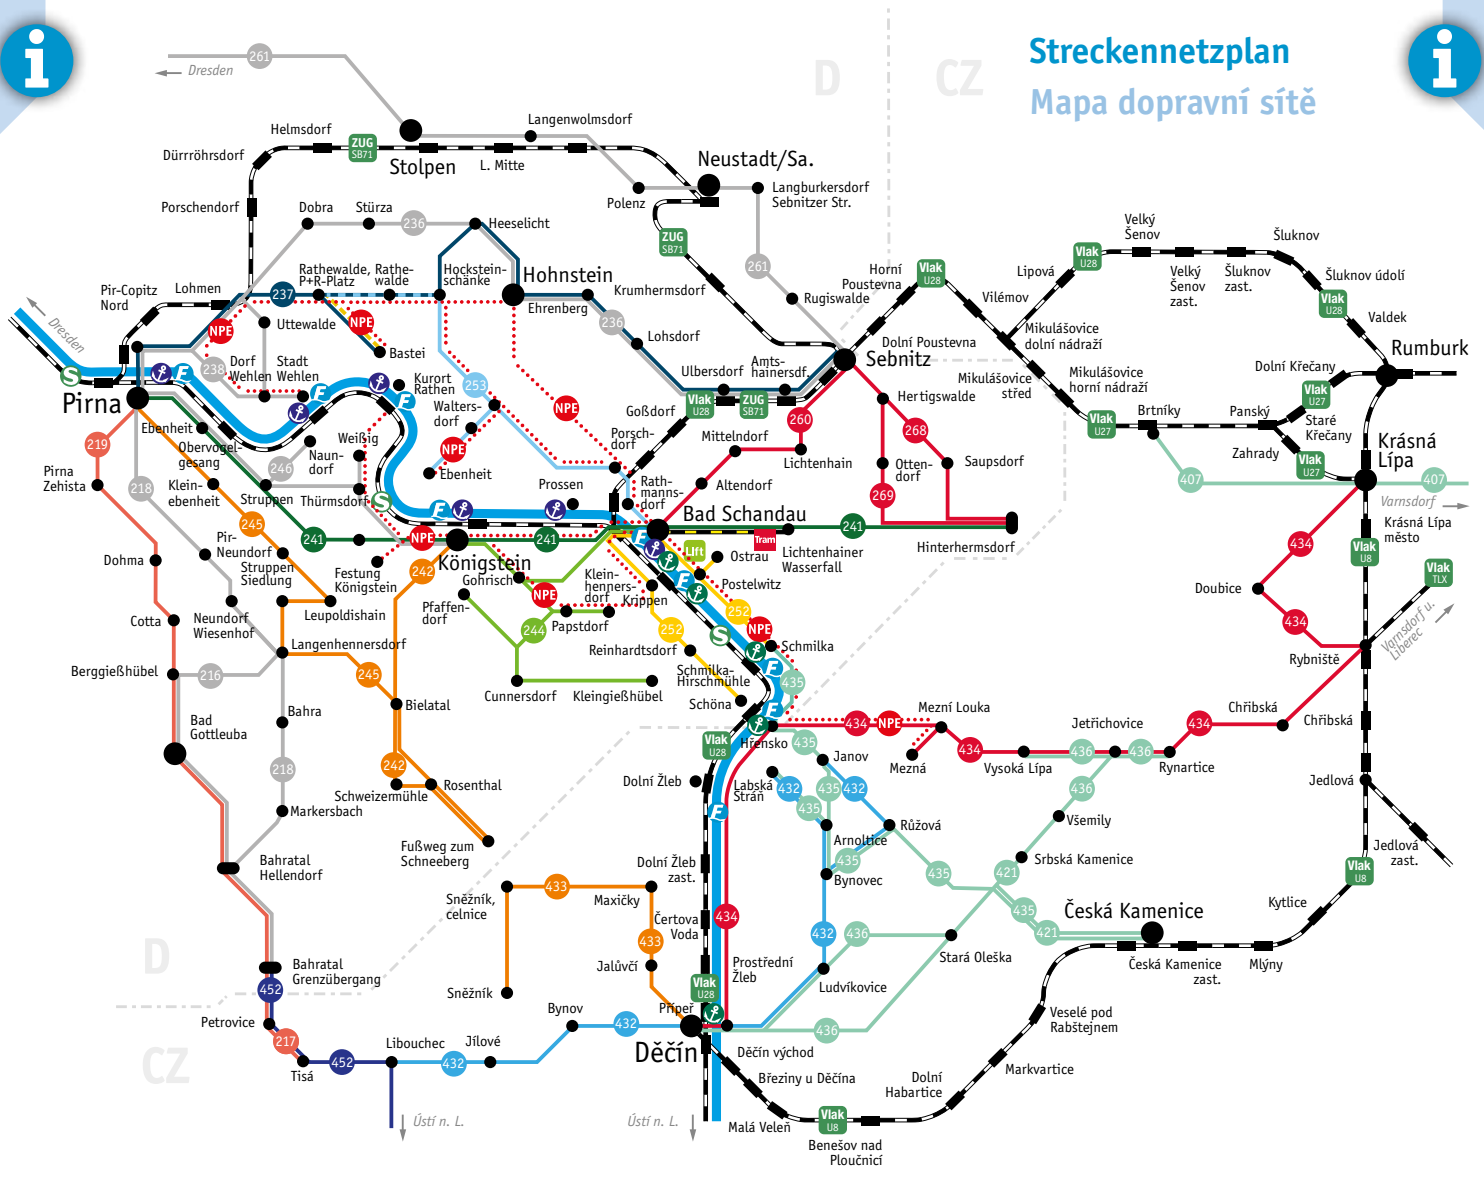 Streckennetzplan
Mapa dopravní sítě
i
i
D
CZ
261
Dresden
Helmsdorf
ZUG
SB71
Langenwolmsdorf
Dürrröhrsdorf
Stolpen
L. Mitte
Neustadt/Sa.
Polenz
Langburkersdorf
Sebnitzer Str.
Porschendorf
Dobra
Stürza
236
Heeselicht
ZUG
SB71
261
Velký
Šenov
Šluknov
Vlak
U28
Lipová
Velký
Šenov
zast.
Šluknov
zast.
Šluknov údolí
Vlak
U28
Valdek
Rumburk
Horní
Poustevna
Vlak
U28
Vilémov
Mikulášovice
dolní nádraží
Rathewalde,
P+R-Platz
Rathe-
walde
Hockstein-
schänke
Hohnstein
Krumhermsdorf
Rugiswalde
Pir-Copitz
Nord
Lohmen
237
Ehrenberg
236
Lohsdorf
Dresden
Uttewalde
NPE
NPE
Bastei
Dolní Poustevna
Sebnitz
Dorf
Wehlen
Stadt
Wehlen
238
Kurort
Rathen
253
Ulbersdorf
Amts-
hainersdf.
Mikulášovice
střed
Mikulášovice
horní nádraží
Dolní Křečany
Vlak
U27
Staré
Křečany
S
F
F
F
Pirna
Walters-
dorf
NPE
Goßdorf
Vlak
U28
ZUG
SB71
Hertigswalde
260
268
Vlak
U27
Brtníky
Panský
Zahrady
Vlak
U27
Krásná
Lípa
Ebenheit
Obervogel-
gesang
Weißig
Naun-
dorf
246
NPE
Ebenheit
Porsch-
dorf
Mittelndorf
Lichtenhain
Otten-
dorf
Saupsdorf
219
Pirna
Zehista
218
Klein-
ebenheit
Struppen
Thürmsdorf
S
Prossen
Rath-
manns-
dorf
Altendorf
269
407
407
Varnsdorf
245
241
F
NPE
241
Bad Schandau
241
Hinterhermsdorf
Krásná Lípa
město
Pir-
Neundorf
Struppen
Siedlung
Festung
Königstein
Königstein
242
Gohrisch
F
Lift
Ostrau
Tram
Lichtenhainer
Wasserfall
434
Vlak
U8
Vlak
TLX
Dohma
Klein-
henners-
dorf
Krippen
F
Postelwitz
Doubice
Cotta
Neundorf
Wiesenhof
Leupoldishain
Pfaffen-
dorf
NPE
Papstdorf
244
252
252
NPE
S
434
Varnsdorf u.
Liberec
Langenhennersdorf
Reinhardtsdorf
Schmilka
Rybniště
Berggießhübel
216
245
Schmilka-
Hirschmühle
F
435
Cunnersdorf
Kleingießhübel
Schöna
F
Bielatal
Bad
Gottleuba
Bahra
434
NPE
Mezní Louka
Jetřichovice
434
Chřibská
Chřibská
Vlak
U28
Hřensko
435
Janov
Mezná
434
Vysoká Lípa
436
436
Rynartice
218
242
Schweizemühle
Rosenthal
Dolní Žleb
Labská
Stráň
432
435
435
432
436
Jedlová
Markersbach
F
Arnoltice
Růžová
Všemily
Fußweg zum
Schneeberg
435
Jedlová
zast.
Bahratal
Hellendorf
Dolní Žleb
zast.
Bynovec
435
421
Srbská Kamenice
Vlak
U8
Sněžník,
celnice
433
Maxičky
Čertova
Voda
434
432
436
435
421
Česká Kamenice
Kytlice
D
433
Jalůvčí
Stará Oleška
Bahratal
Grenzübergang
Prostřední
Žleb
Ludvíkovice
Česká Kamenice
zast.
Mlýny
452
Sněžník
Vlak
U28
Petrovice
217
Bynov
432
Přípeř
436
Veselé pod
Rabštejnem
CZ
Tisá
452
Libouchec
432
Jílové
Děčín
Děčín východ
Březiny u Děčína
Dolní
Habartice
Markvartice
Ústí n. L.
Ústí n. L.
Malá Veleň
Vlak
U8
Benešov nad
Ploučnicí